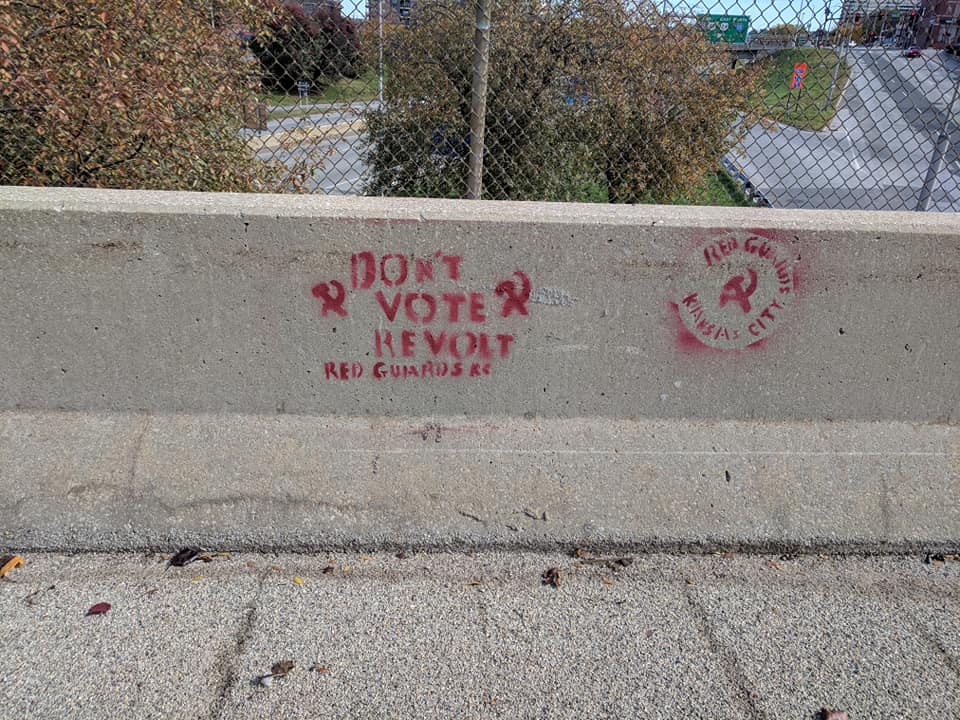 DON'T
VOTE
REVOLT
RED GUARDS KC
RED GUARDS
KANSAS CITY